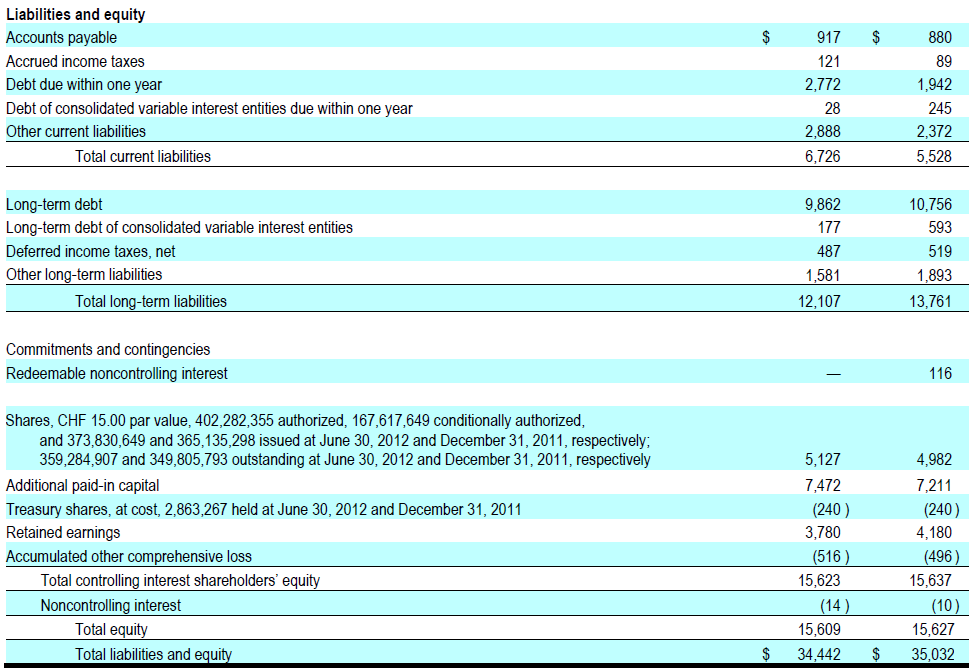 Liabilities and equity
Accounts payable $ 917 $ 880
Accrued income taxes 121 89
Debt due within one year 2,772 1,942
Debt of consolidated variable interest entities due within one year 28 245
Other current liabilities 2,888 2,372
Total current liabilities 6,726 5,528
Long-term debt 9,862 10,756
Long-term debt of consolidated variable interest entities 177 593
Deferred income taxes, net 487 519
Other long-term liabilities 1,581 1,893
Total long-term liabilities 12,107 13,761
Commitments and contingencies
Redeemable noncontrolling interest — 116
Shares, CHF 15.00 par value, 402,282,355 authorized, 167,617,649 conditionally authorized,
and 373,830,649 and 365,135,298 issued at June 30, 2012 and December 31, 2011, respectively;
359,284,907 and 349,805,793 outstanding at June 30, 2012 and December 31, 2011, respectively 5,127 4,982
Additional paid-in capital 7,472 7,211
Treasury shares, at cost, 2,863,267 held at June 30, 2012 and December 31, 2011 (240 ) (240 )
Retained earnings 3,780 4,180
Accumulated other comprehensive loss (516 ) (496 )
Total controlling interest shareholders’ equity 15,623 15,637
Noncontrolling interest (14 ) (10 )
Total equity 15,609 15,627
Total liabilities and equity $ 34,442 $ 35,032